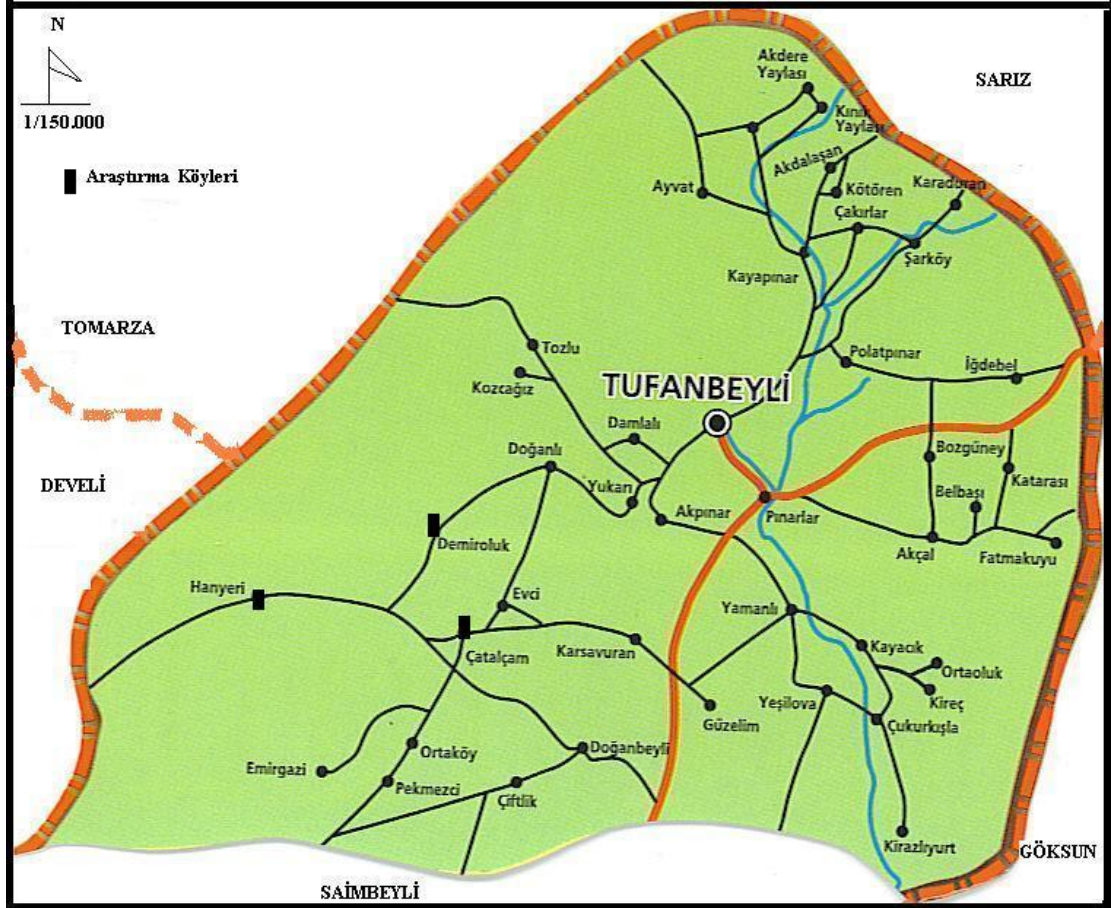 N
1/150.000
Araştırma Köyleri
SARIZ
TOMARZA
DEVELİ
SAİMBEYLİ
GÖKSUN
Akdere
Yaylası
Kınık
Yaylası
Akdalaşan
Ayvat
Kötören
Karaduran
Çakırlar
Şarköy
Kayapınar
Tozlu
Polatpınar
İğdebel
Kozcağız
TUFANBEYLİ
Damlalı
Doğanlı
Bozgüney
Katarası
Yukarı
Belbaşı
Akpınar
Pınarlar
Demiroluk
Akçal
Fatmakuyu
Hanyeri
Evci
Yamanlı
Çatalçam
Karsavuran
Kayacık
Ortaoluk
Kireç
Güzelim
Yeşilova
Çukurkışla
Ortaköy
Doğanbeyli
Emirgazi
Pekmezci
Çiftlik
Kirazlıyurt